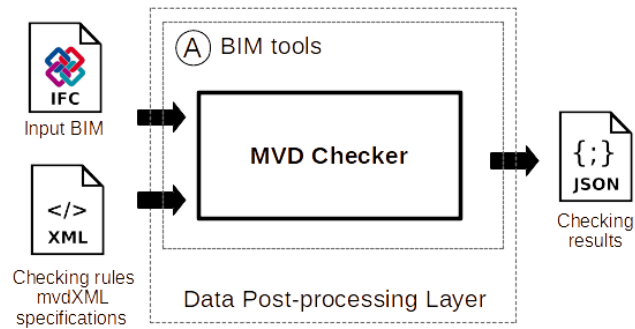 IFC
Input BIM
</>
XML
Checking rules
mvdXML
specifications
A BIM tools
MVD Checker
Data Post-processing Layer
{;}
JSON
Checking
results